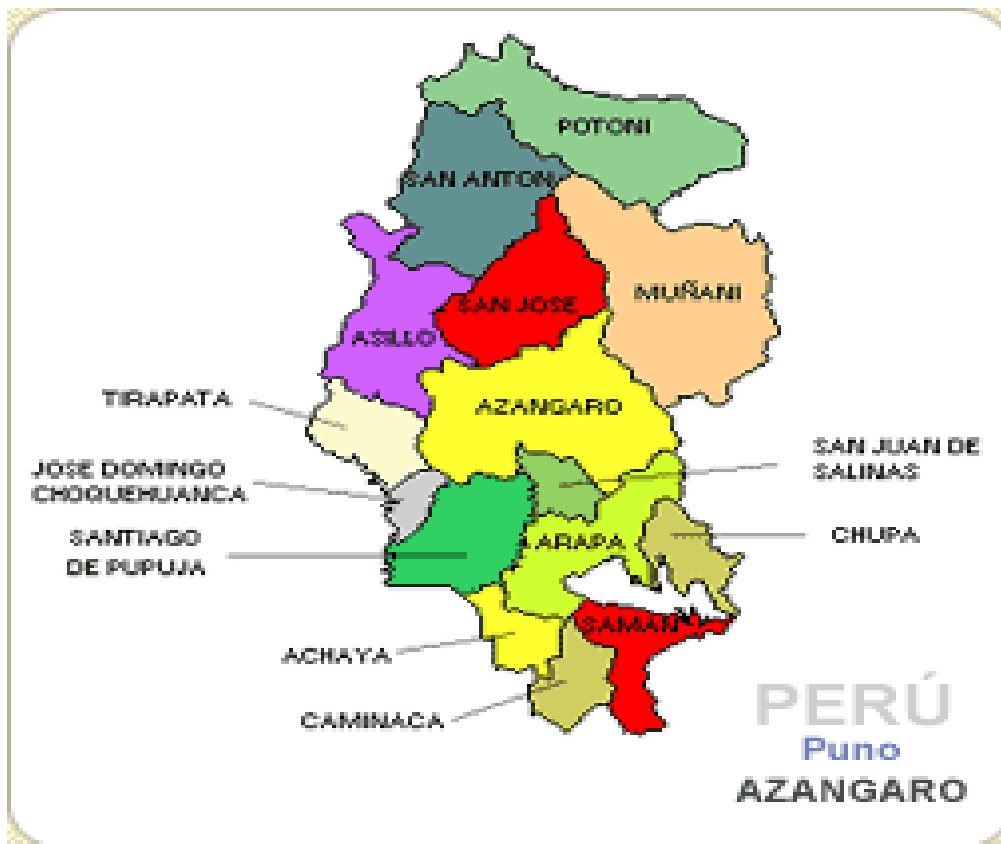 POTONI
SAN ANTON
MUÑANI
SAN JOSE
ASILLO
TIRAPATA
AZANGARO
SAN JUAN DE
SALINAS
JOSE DOMINGO
CHOQUEHUANCA
SANTIAGO
DE PUPUJA
ARAPA
CHUPA
SAMAN
ACHAYA
CAMINACA
PERÚ
Puno
AZANGARO